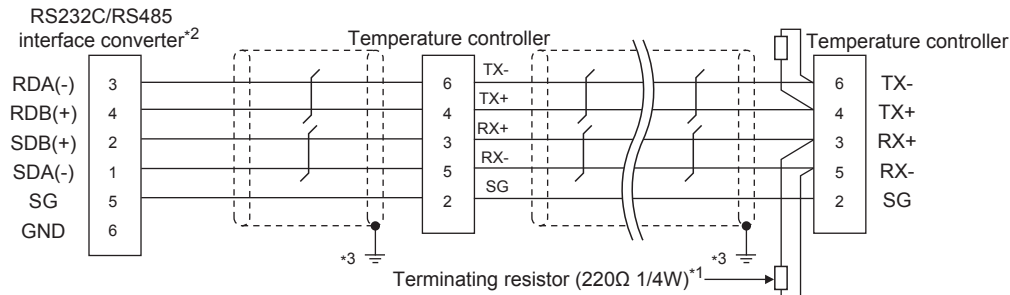 RS232C/RS485
interface converter*2
Temperature controller
Temperature controller
RDA(-) 3 6 TX- 6 TX-
RDB(+) 4 4 TX+ 4 TX+
SDB(+) 2 3 RX+ 3 RX+
SDA(-) 1 5 RX- 5 RX-
SG 5 2 SG 2 SG
GND 6
*3 *3
Terminating resistor (220Ω 1/4W)*1